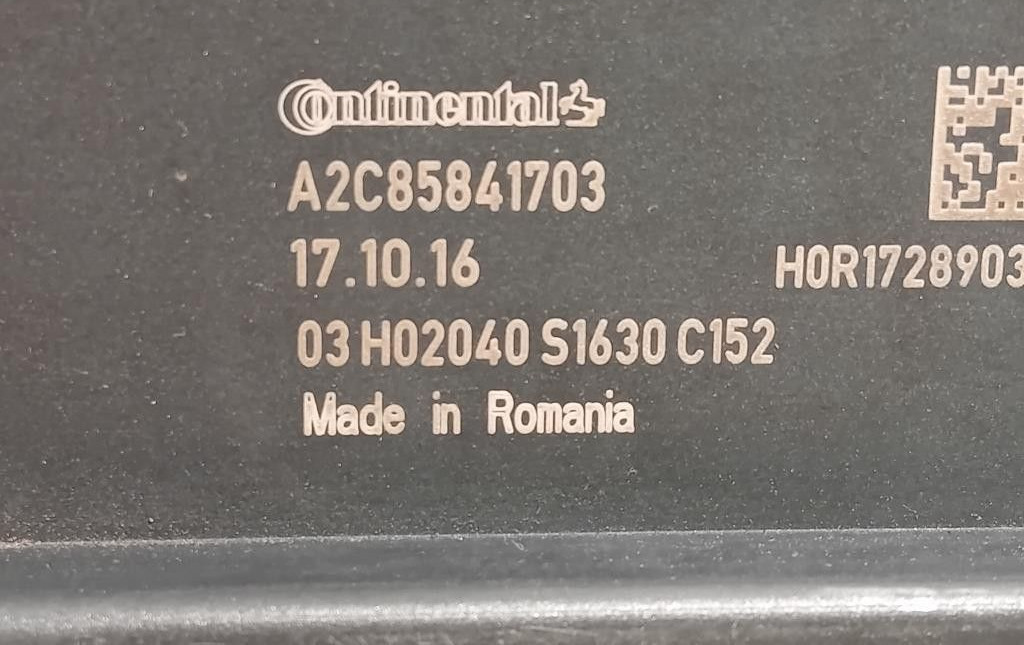 Continental
A2C85841703
17.10.16
H0R1728903
03 H02040 S1630 C152
Made in Romania